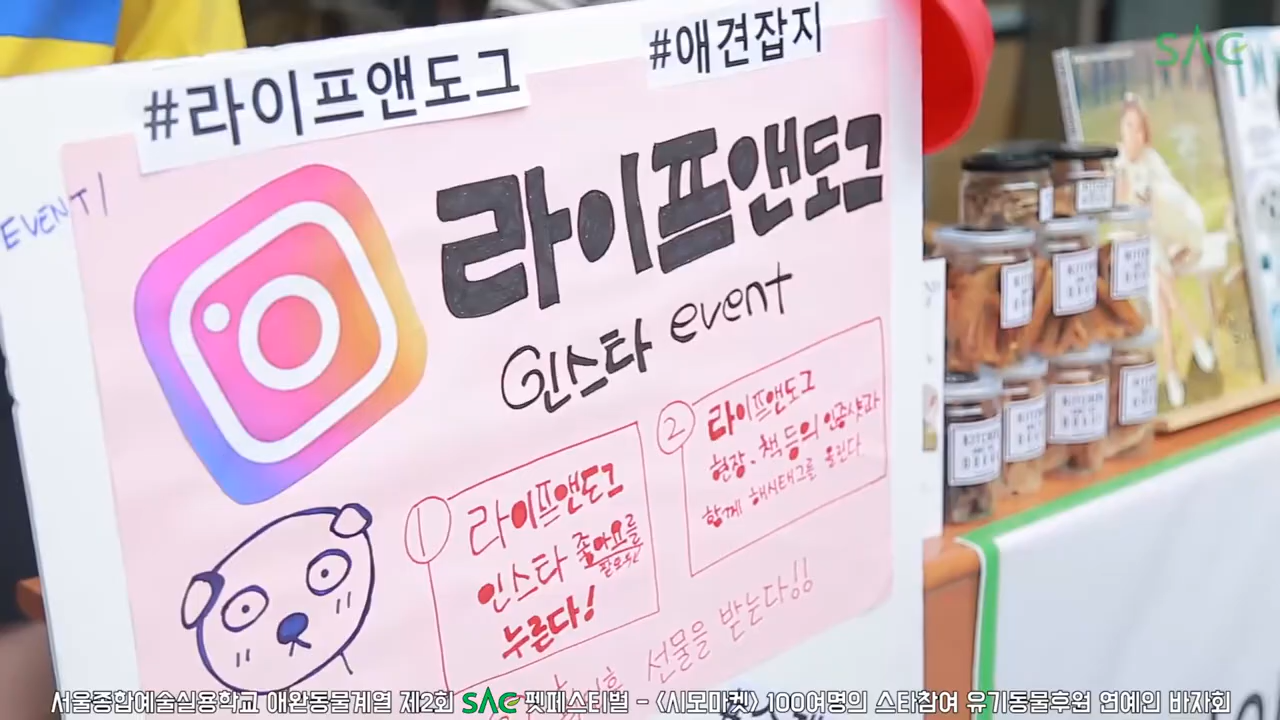 #라이프앤도그
#애견잡지
SAC
EVENT!
라이프앤도그
인스타 event
1
라이프앤도그
인스타 좋아요를
팔로우
누른다!
2
라이프앤도그
현장, 책 등의 인증샷과
함께 해시태그를 올린다
선물을 받는다!!
KITCHEN
서울종합예술실용학교 애완동물계열 제2회 SAC 펫페스티벌 - <시모마켓> 100여명의 스타참여 유기동물후원 연예인 바자회